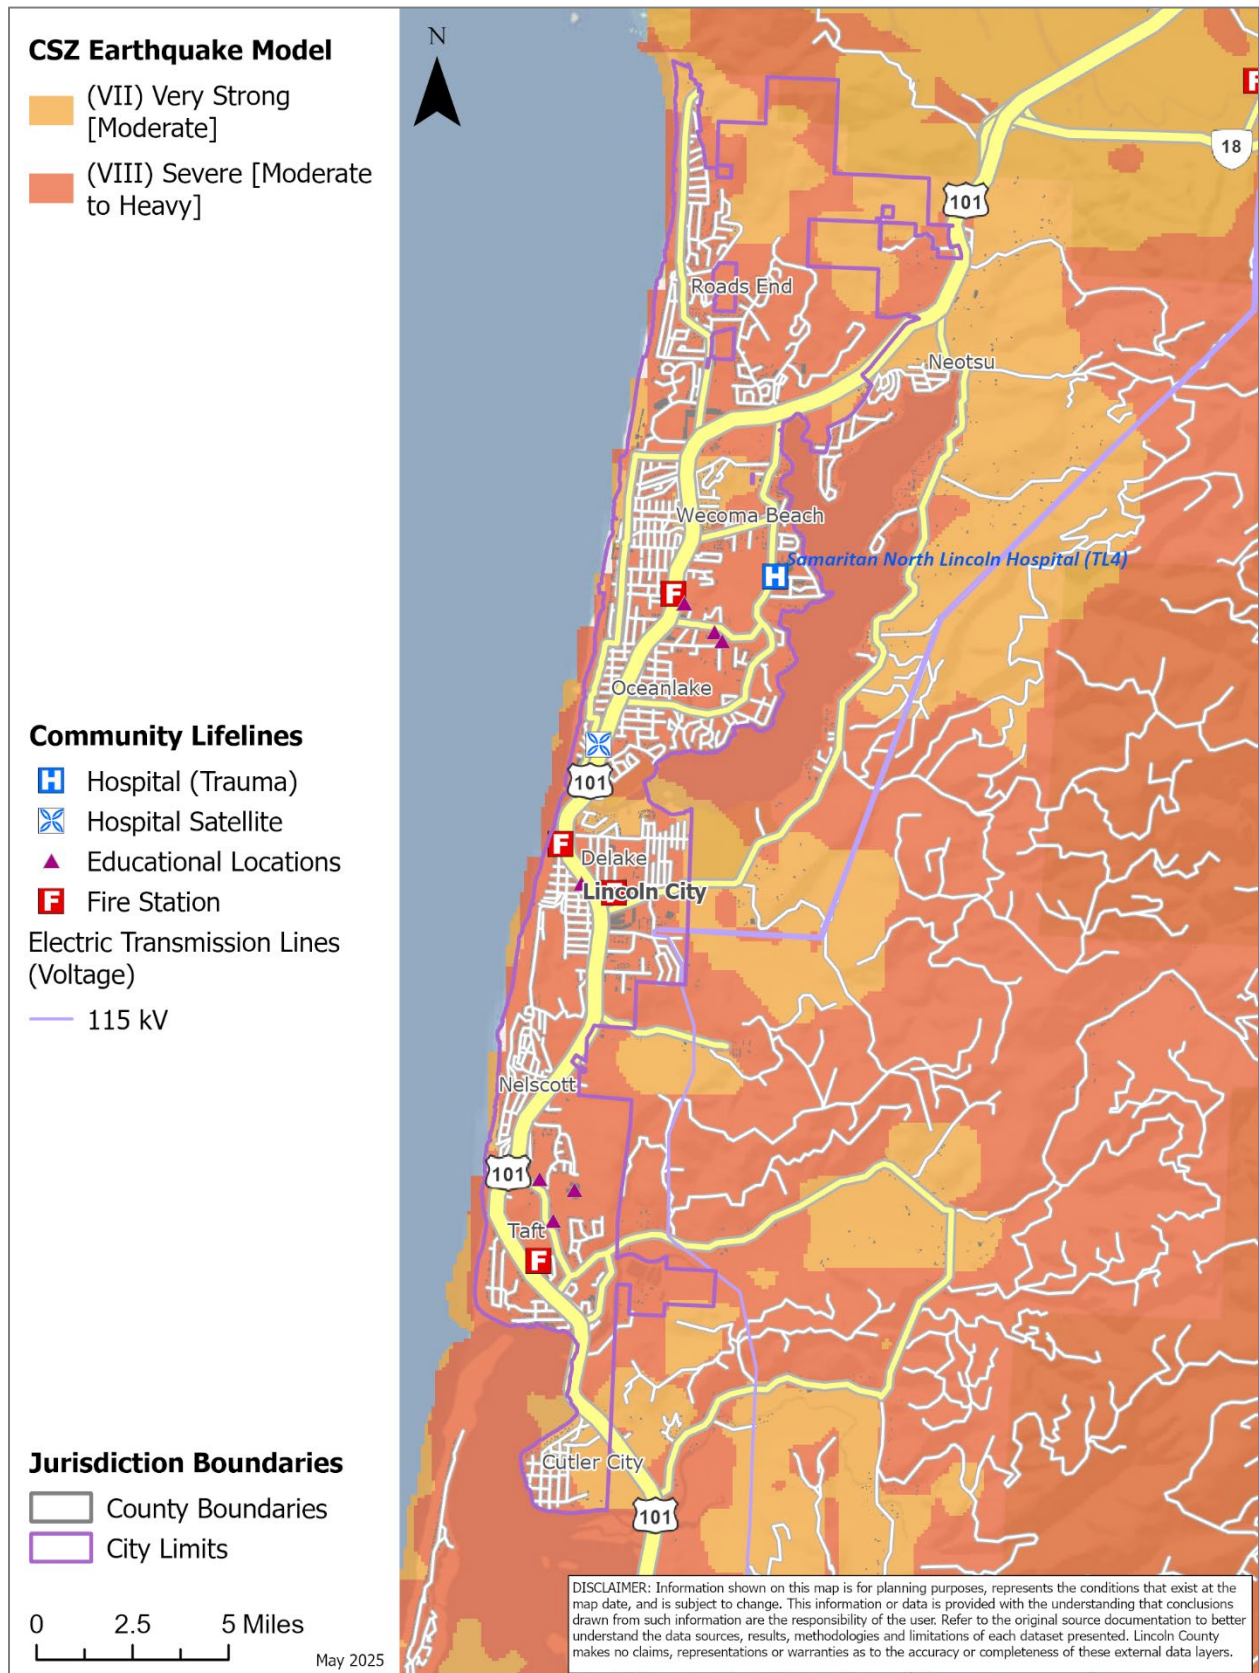 CSZ Earthquake Model
(VII) Very Strong
[Moderate]
(VIII) Severe [Moderate
to Heavy]
Community Lifelines
H Hospital (Trauma)
Hospital Satellite
Educational Locations
F Fire Station
Electric Transmission Lines
(Voltage)
115 kV
Jurisdiction Boundaries
County Boundaries
City Limits
0 2.5 5 Miles
May 2025
N
F
18
101
Roads End
Neotsu
Wecoma Beach
Samaritan North Lincoln Hospital (TL4)
H
F
Oceanlake
101
F
Delake
Lincoln City
Nelscott
101
Taft
F
Cutler City
101
DISCLAIMER: Information shown on this map is for planning purposes, represents the conditions that exist at the
map date, and is subject to change. This information or data is provided with the understanding that conclusions
drawn from such information are the responsibility of the user. Refer to the original source documentation to better
understand the data sources, results, methodologies and limitations of each dataset presented. Lincoln County
makes no claims, representations or warranties as to the accuracy or completeness of these external data layers.